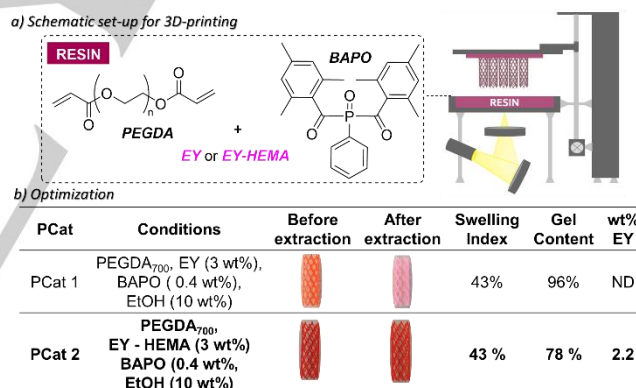 a) Schematic set-up for 3D-printing
RESIN
BAPO
O
O
n
O
O
PEGDA
+
EY or EY-HEMA
O
P
O
O
RESIN
b) Optimization
PCat Conditions Before extraction After extraction Swelling Index Gel Content wt% EY
PCat 1 PEGDA700, EY (3 wt%), BAPO ( 0.4 wt%), EtOH (10 wt%) 43% 96% ND
PCat 2 PEGDA700, EY - HEMA (3 wt%) BAPO (0.4 wt%, EtOH (10 wt%) 43 % 78 % 2.2